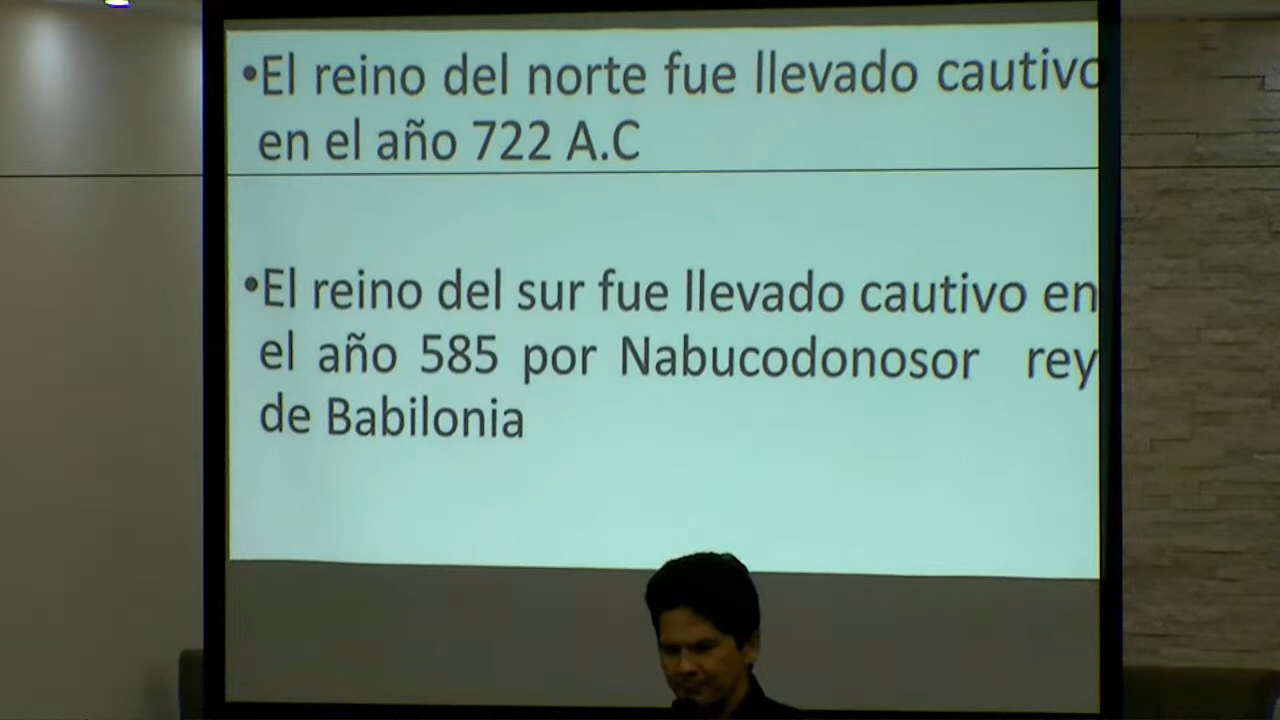 •El reino del norte fue llevado cautivo
en el año 722 A.C
•El reino del sur fue llevado cautivo en
el año 585 por Nabucodonosor rey
de Babilonia